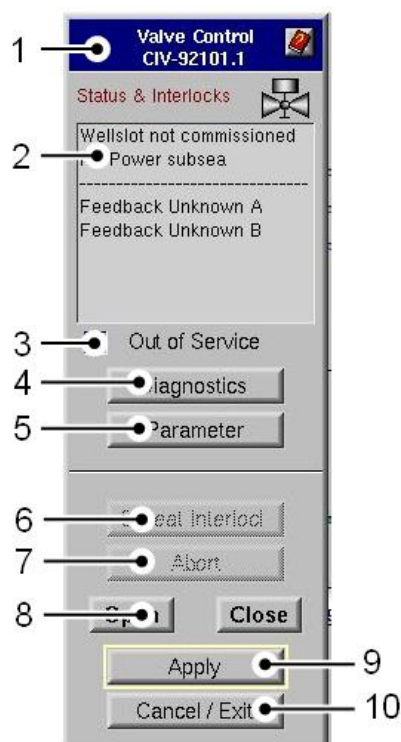 1
Valve Control
CIV-92101.1
Status & Interlocks
Wellslot not commissioned
2
Power subsea
--------------------------------
Feedback Unknown A
Feedback Unknown B
3
Out of Service
4
5
Parameter
6
7
Abort
8
Close
Apply
9
Cancel / Exit
10